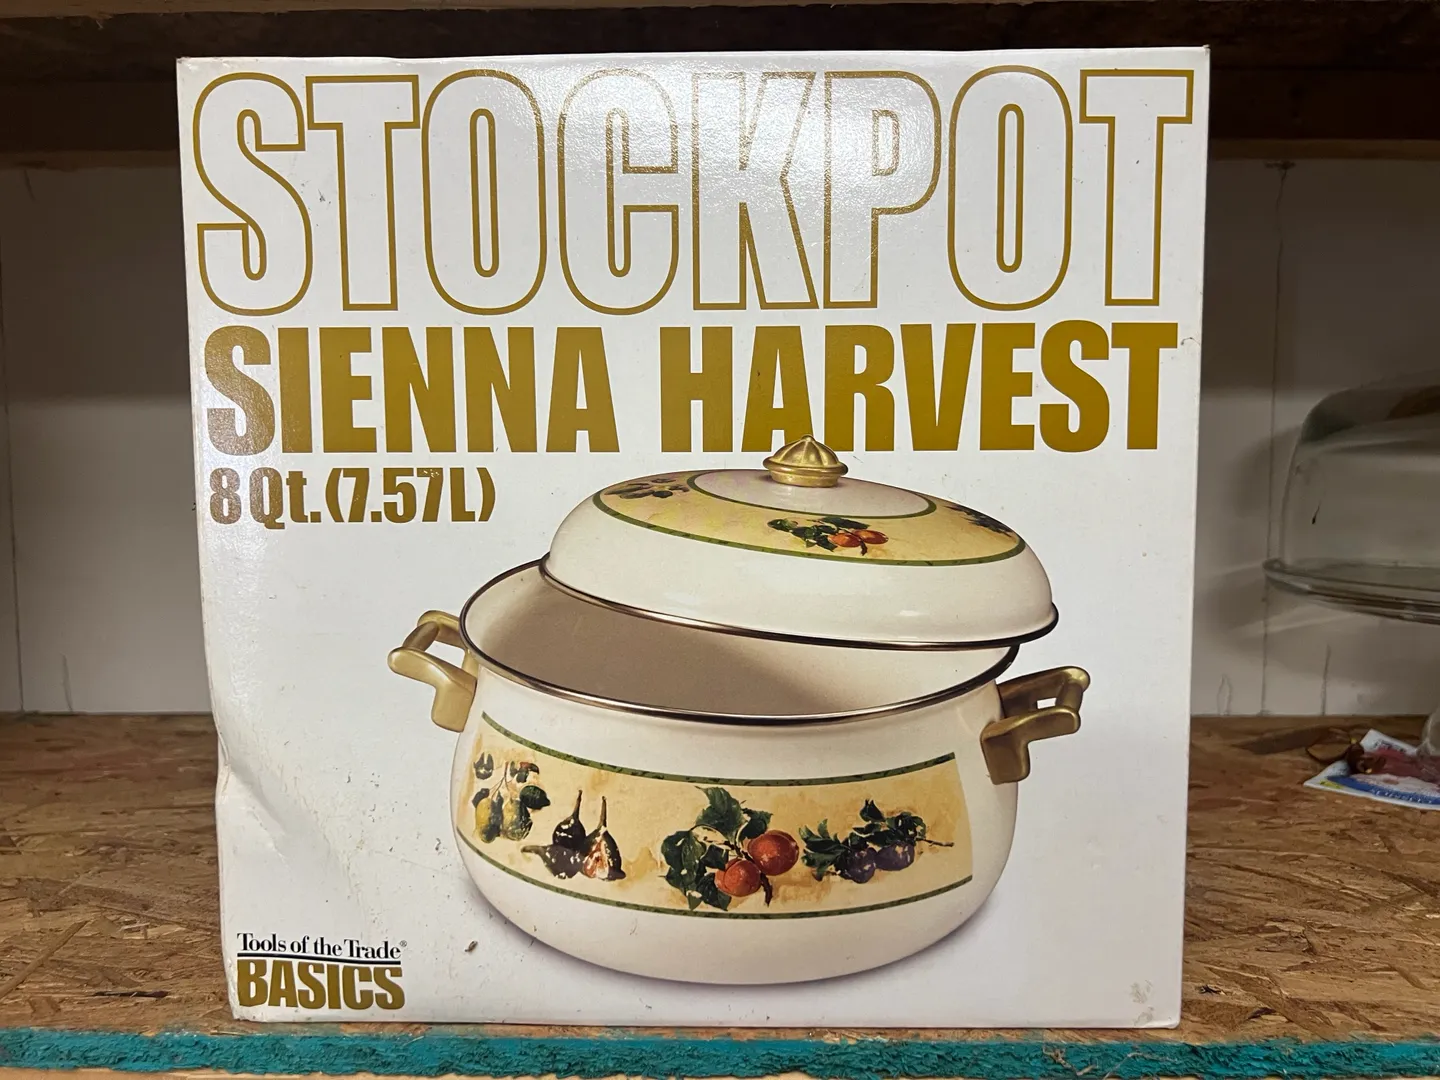 STOCKPOT
SIENNA HARVEST
8 Qt. (7.57L)
Tools of the Trade®
BASICS